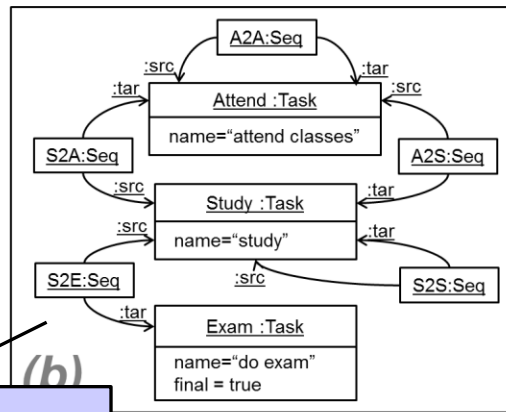 A2A:Seq
:src
:tar
:tar
:src
Attend :Task
name=“attend classes”
S2A:Seq
A2S:Seq
:src
:tar
Study :Task
:src
name=“study”
:tar
S2E:Seq
:src
S2S:Seq
:tar
Exam :Task
name=“do exam”
final = true
(b)